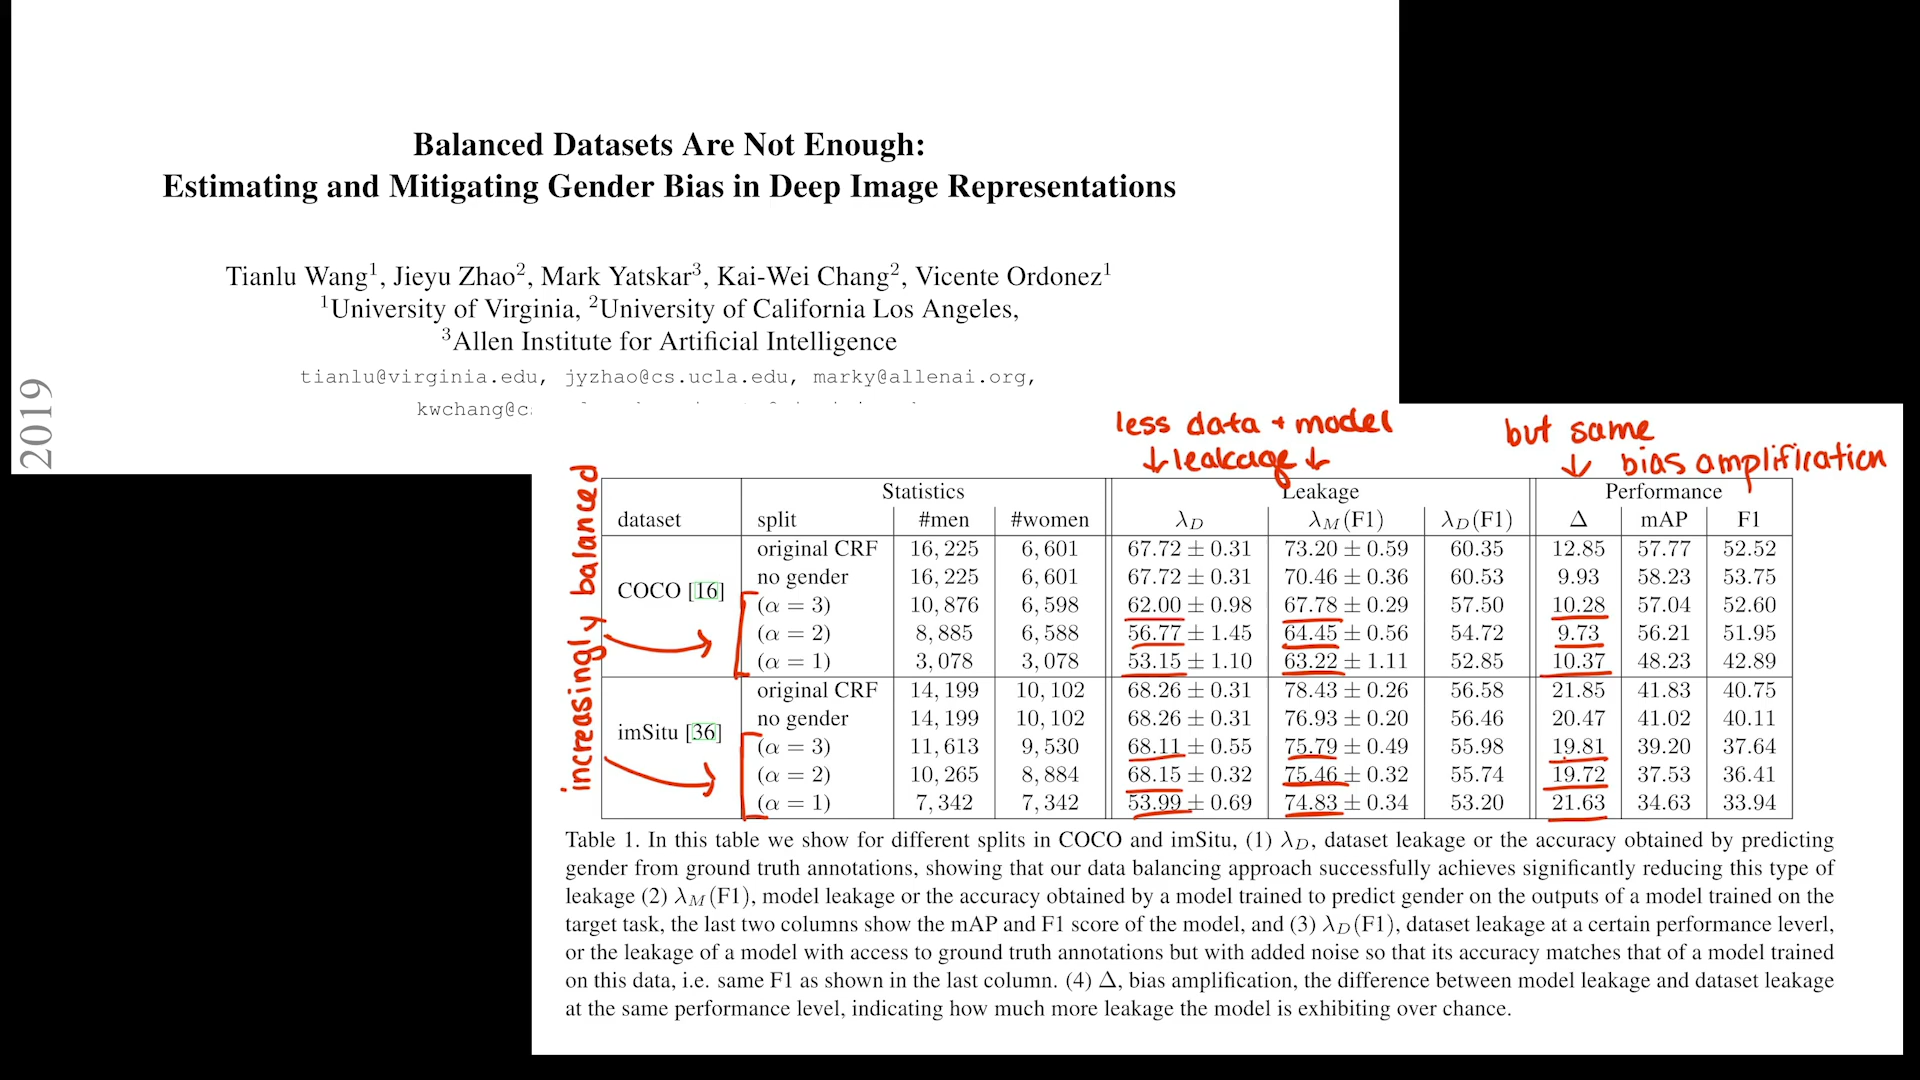 Balanced Datasets Are Not Enough:
Estimating and Mitigating Gender Bias in Deep Image Representations
Tianlu Wang¹, Jieyu Zhao², Mark Yatskar³, Kai-Wei Chang², Vicente Ordonez¹
¹University of Virginia, ²University of California Los Angeles,
³Allen Institute for Artificial Intelligence
tianlu@virginia.edu, jyzhao@cs.ucla.edu, marky@allenai.org,
kwchang@c
2019
less data + model
↓leakage↓
but same
↓ bias amplification
increasingly balanced
Statistics Leakage Performance
dataset split #men #women λD λM(F1) λD(F1) Δ mAP F1
original CRF 16,225 6,601 67.72 ± 0.31 73.20 ± 0.59 60.35 12.85 57.77 52.52
no gender 16,225 6,601 67.72 ± 0.31 70.46 ± 0.36 60.53 9.93 58.23 53.75
COCO [16]
(α = 3) 10,876 6,598 62.00 ± 0.98 67.78 ± 0.29 57.50 10.28 57.04 52.60
(α = 2) 8,885 6,588 56.77 ± 1.45 64.45 ± 0.56 54.72 9.73 56.21 51.95
(α = 1) 3,078 3,078 53.15 ± 1.10 63.22 ± 1.11 52.85 10.37 48.23 42.89
original CRF 14,199 10,102 68.26 ± 0.31 78.43 ± 0.26 56.58 21.85 41.83 40.75
no gender 14,199 10,102 68.26 ± 0.31 76.93 ± 0.20 56.46 20.47 41.02 40.11
imSitu [36]
(α = 3) 11,613 9,530 68.11 ± 0.55 75.79 ± 0.49 55.98 19.81 39.20 37.64
(α = 2) 10,265 8,884 68.15 ± 0.32 75.46 ± 0.32 55.74 19.72 37.53 36.41
(α = 1) 7,342 7,342 53.99 ± 0.69 74.83 ± 0.34 53.20 21.63 34.63 33.94
Table 1. In this table we show for different splits in COCO and imSitu, (1) λD, dataset leakage or the accuracy obtained by predicting
gender from ground truth annotations, showing that our data balancing approach successfully achieves significantly reducing this type of
leakage (2) λM(F1), model leakage or the accuracy obtained by a model trained to predict gender on the outputs of a model trained on the
target task, the last two columns show the mAP and F1 score of the model, and (3) λD(F1), dataset leakage at a certain performance leverl,
or the leakage of a model with access to ground truth annotations but with added noise so that its accuracy matches that of a model trained
on this data, i.e. same F1 as shown in the last column. (4) Δ, bias amplification, the difference between model leakage and dataset leakage
at the same performance level, indicating how much more leakage the model is exhibiting over chance.